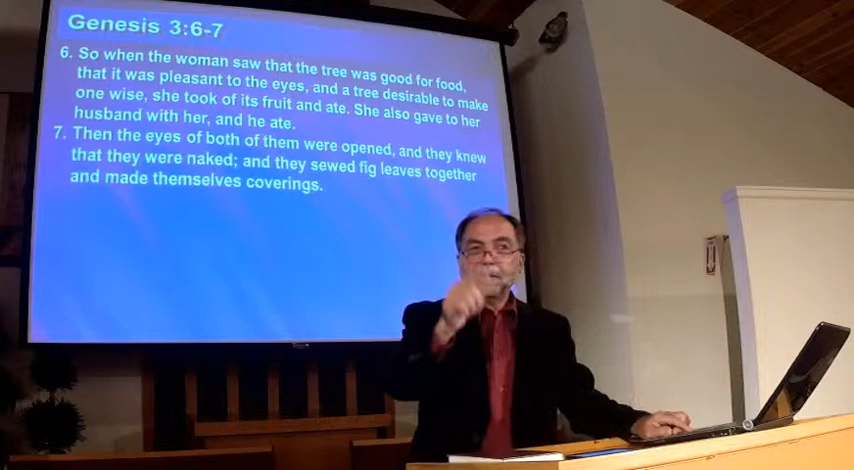 Genesis 3:6-7
6. So when the woman saw that the tree was good for food,
that it was pleasant to the eyes, and a tree desirable to make
one wise, she took of its fruit and ate. She also gave to her
husband with her, and he ate.
7. Then the eyes of both of them were opened, and they knew
that they were naked; and they sewed fig leaves together
and made themselves coverings.